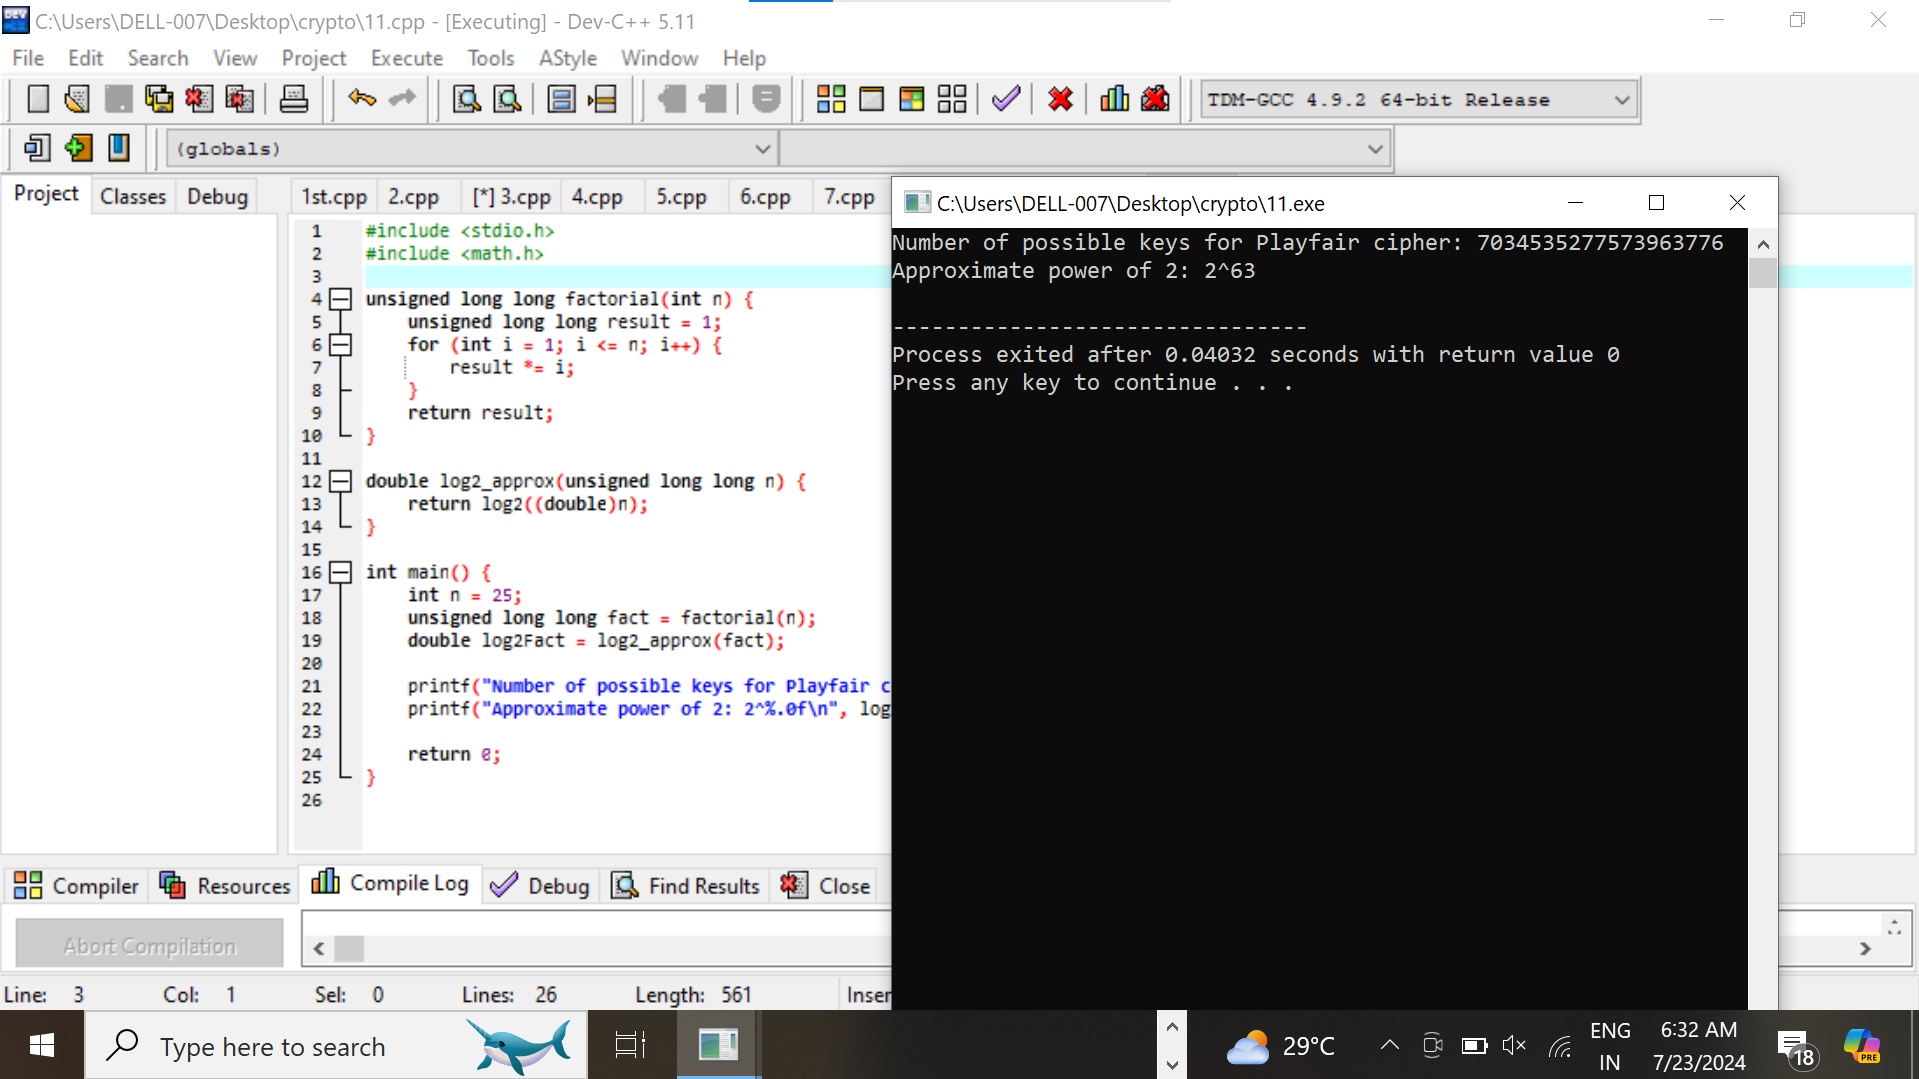 C:\Users\DELL-007\Desktop\crypto\11.cpp - [Executing] - Dev-C++ 5.11
File Edit Search View Project Execute Tools AStyle Window Help
TDM-GCC 4.9.2 64-bit Release
(globals)
Project Classes Debug
1st.cpp 2.cpp [*] 3.cpp 4.cpp 5.cpp 6.cpp 7.cpp
1 #include <stdio.h>
2 #include <math.h>
3
4 unsigned long long factorial(int n) {
5 unsigned long long result = 1;
6 for (int i = 1; i <= n; i++) {
7 result *= i;
8 }
9 return result;
10 }
11
12 double log2_approx(unsigned long long n) {
13 return log2((double)n);
14 }
15
16 int main() {
17 int n = 25;
18 unsigned long long fact = factorial(n);
19 double log2Fact = log2_approx(fact);
20
21 printf("Number of possible keys for Playfair c
22 printf("Approximate power of 2: 2^%.0f\n", log
23
24 return 0;
25 }
26
C:\Users\DELL-007\Desktop\crypto\11.exe
Number of possible keys for Playfair cipher: 7034535277573963776
Approximate power of 2: 2^63
--------------------------------
Process exited after 0.04032 seconds with return value 0
Press any key to continue . . .
Compiler Resources Compile Log Debug Find Results Close
Abort Compilation
Line: 3 Col: 1 Sel: 0 Lines: 26 Length: 561 Inser
Type here to search
29°C
ENG
IN
6:32 AM
7/23/2024
18
PRE